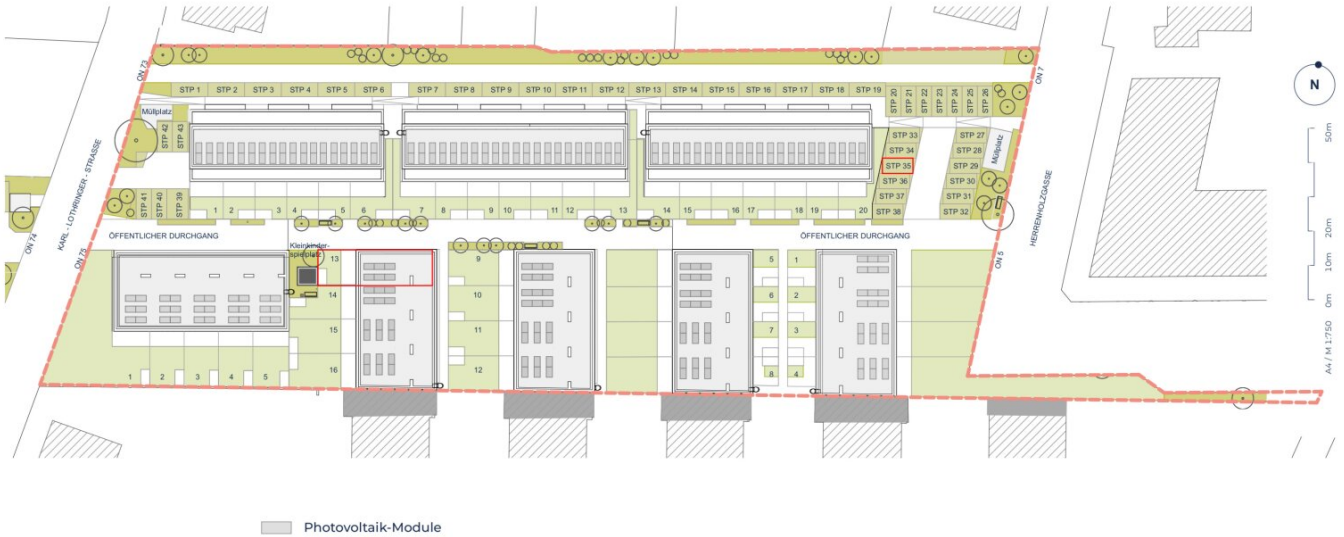 ON 73
ON 7
N
STP 1 STP 2 STP 3 STP 4 STP 5 STP 6 STP 7 STP 8 STP 9 STP 10 STP 11 STP 12 STP 13 STP 14 STP 15 STP 16 STP 17 STP 18 STP 19 STP 20 STP 21 STP 22 STP 23 STP 24 STP 25 STP 26
Müllplatz
STP 42 STP 43
STP 33 STP 27
STP 34 STP 28
STP 35 STP 29
STP 36 STP 30
STP 37 STP 31
STP 38 STP 32
Müllplatz
KARL - LOTHRINGER - STRASSE
HERRENHOLZGASSE
STP 41 STP 40 STP 39
1 2 3 4 5 6 7 8 9 10 11 12 13 14 15 16 17 18 19 20
ON 74
ON 75
ÖFFENTLICHER DURCHGANG
ÖFFENTLICHER DURCHGANG
ON 5
Kleinkinder-
spielplatz
13 9 5 1
14 10 6 2
15 11 7 3
16 12 8 4
1 2 3 4 5
50m
20m
10m
0m
A4 / M 1:750
Photovoltaik-Module